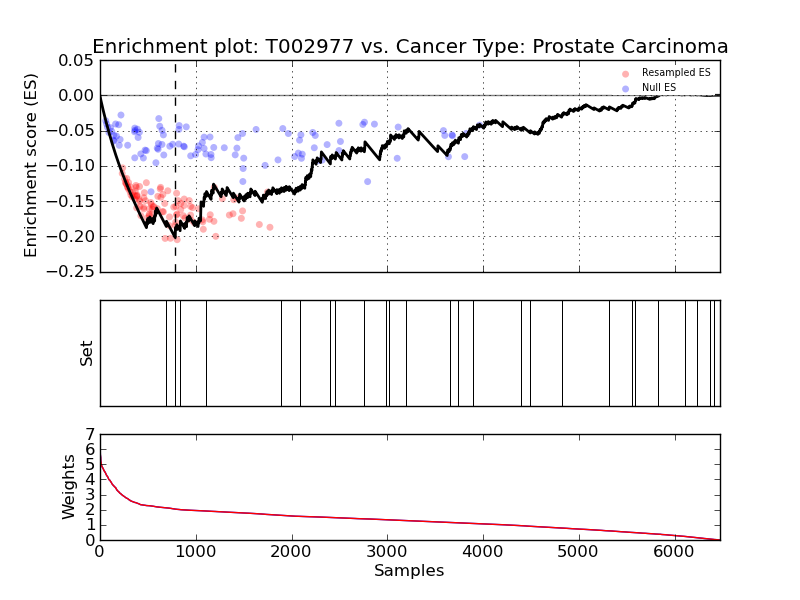 Enrichment plot: T002977 vs. Cancer Type: Prostate Carcinoma
Enrichment score (ES)
0.05
0.00
−0.05
−0.10
−0.15
−0.20
−0.25
Resampled ES
Null ES
Set
Weights
7
6
5
4
3
2
1
0
0 1000 2000 3000 4000 5000 6000
Samples